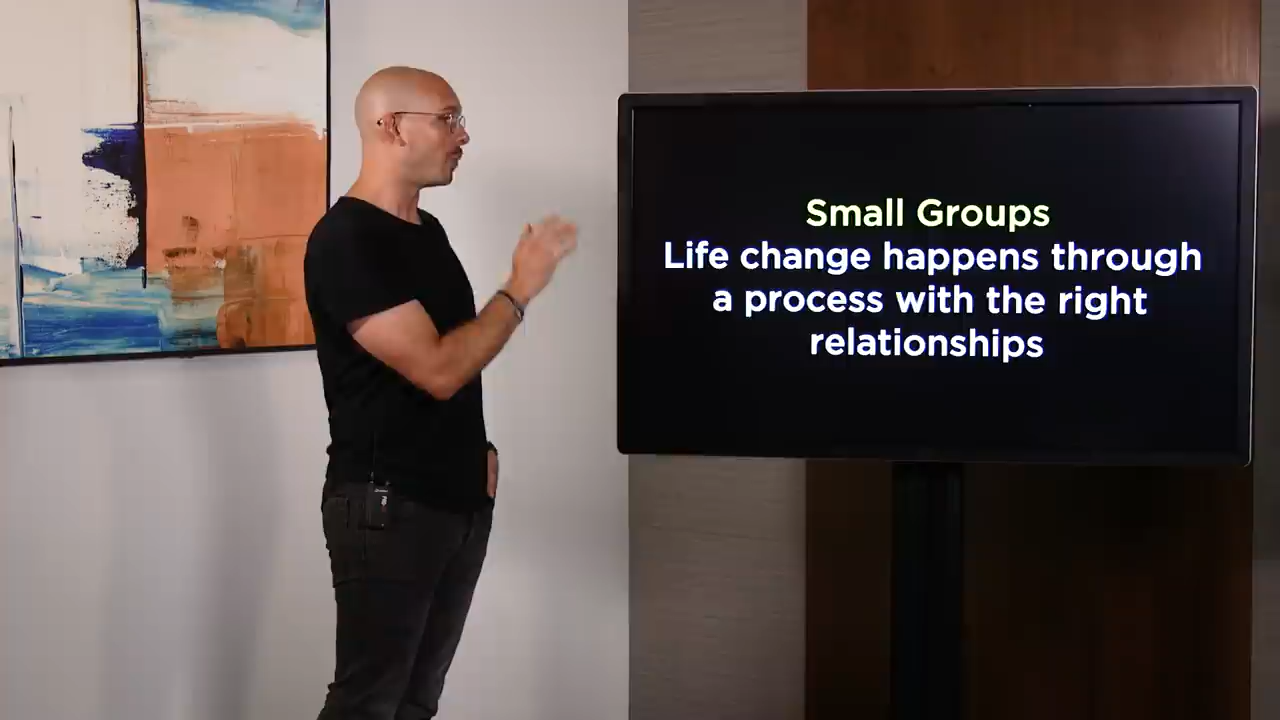 Small Groups
Life change happens through
a process with the right
relationships